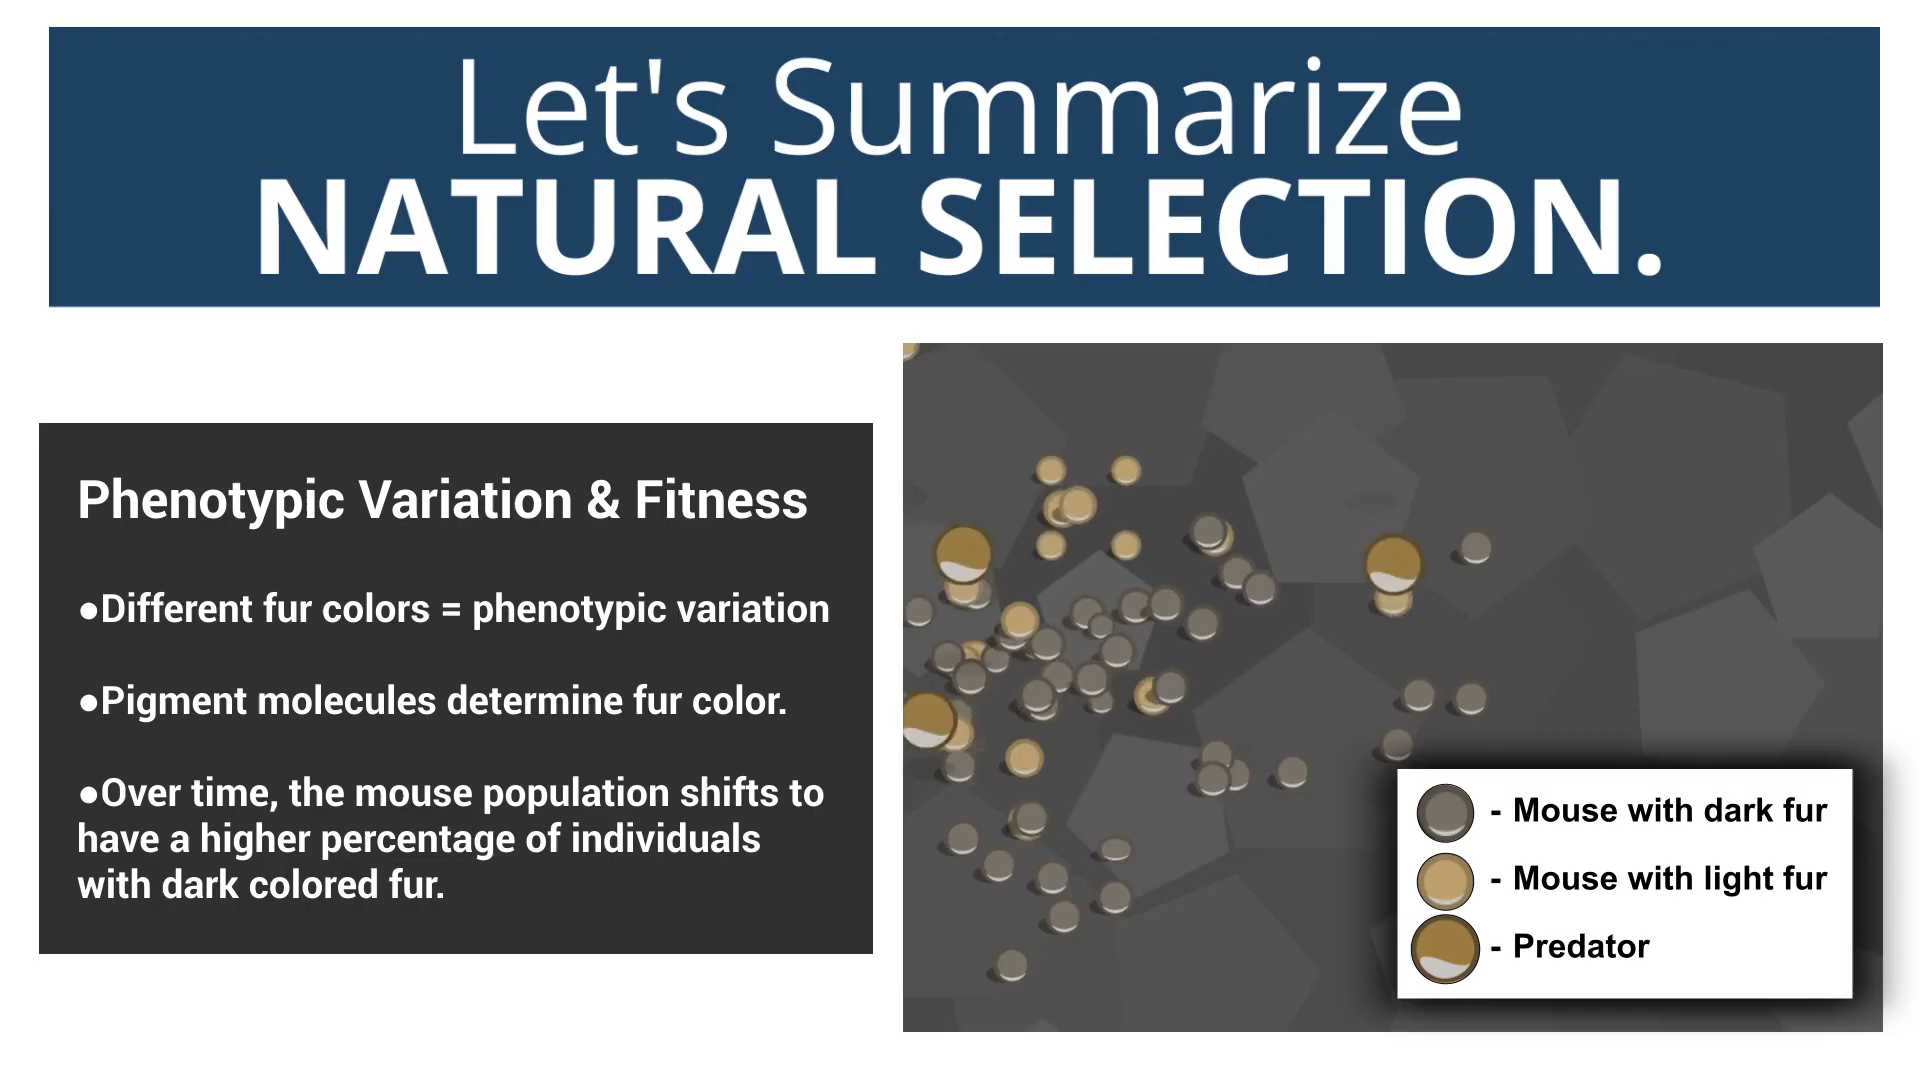 Let's Summarize
NATURAL SELECTION.
Phenotypic Variation & Fitness
●Different fur colors = phenotypic variation
●Pigment molecules determine fur color.
●Over time, the mouse population shifts to
have a higher percentage of individuals
with dark colored fur.
- Mouse with dark fur
- Mouse with light fur
- Predator